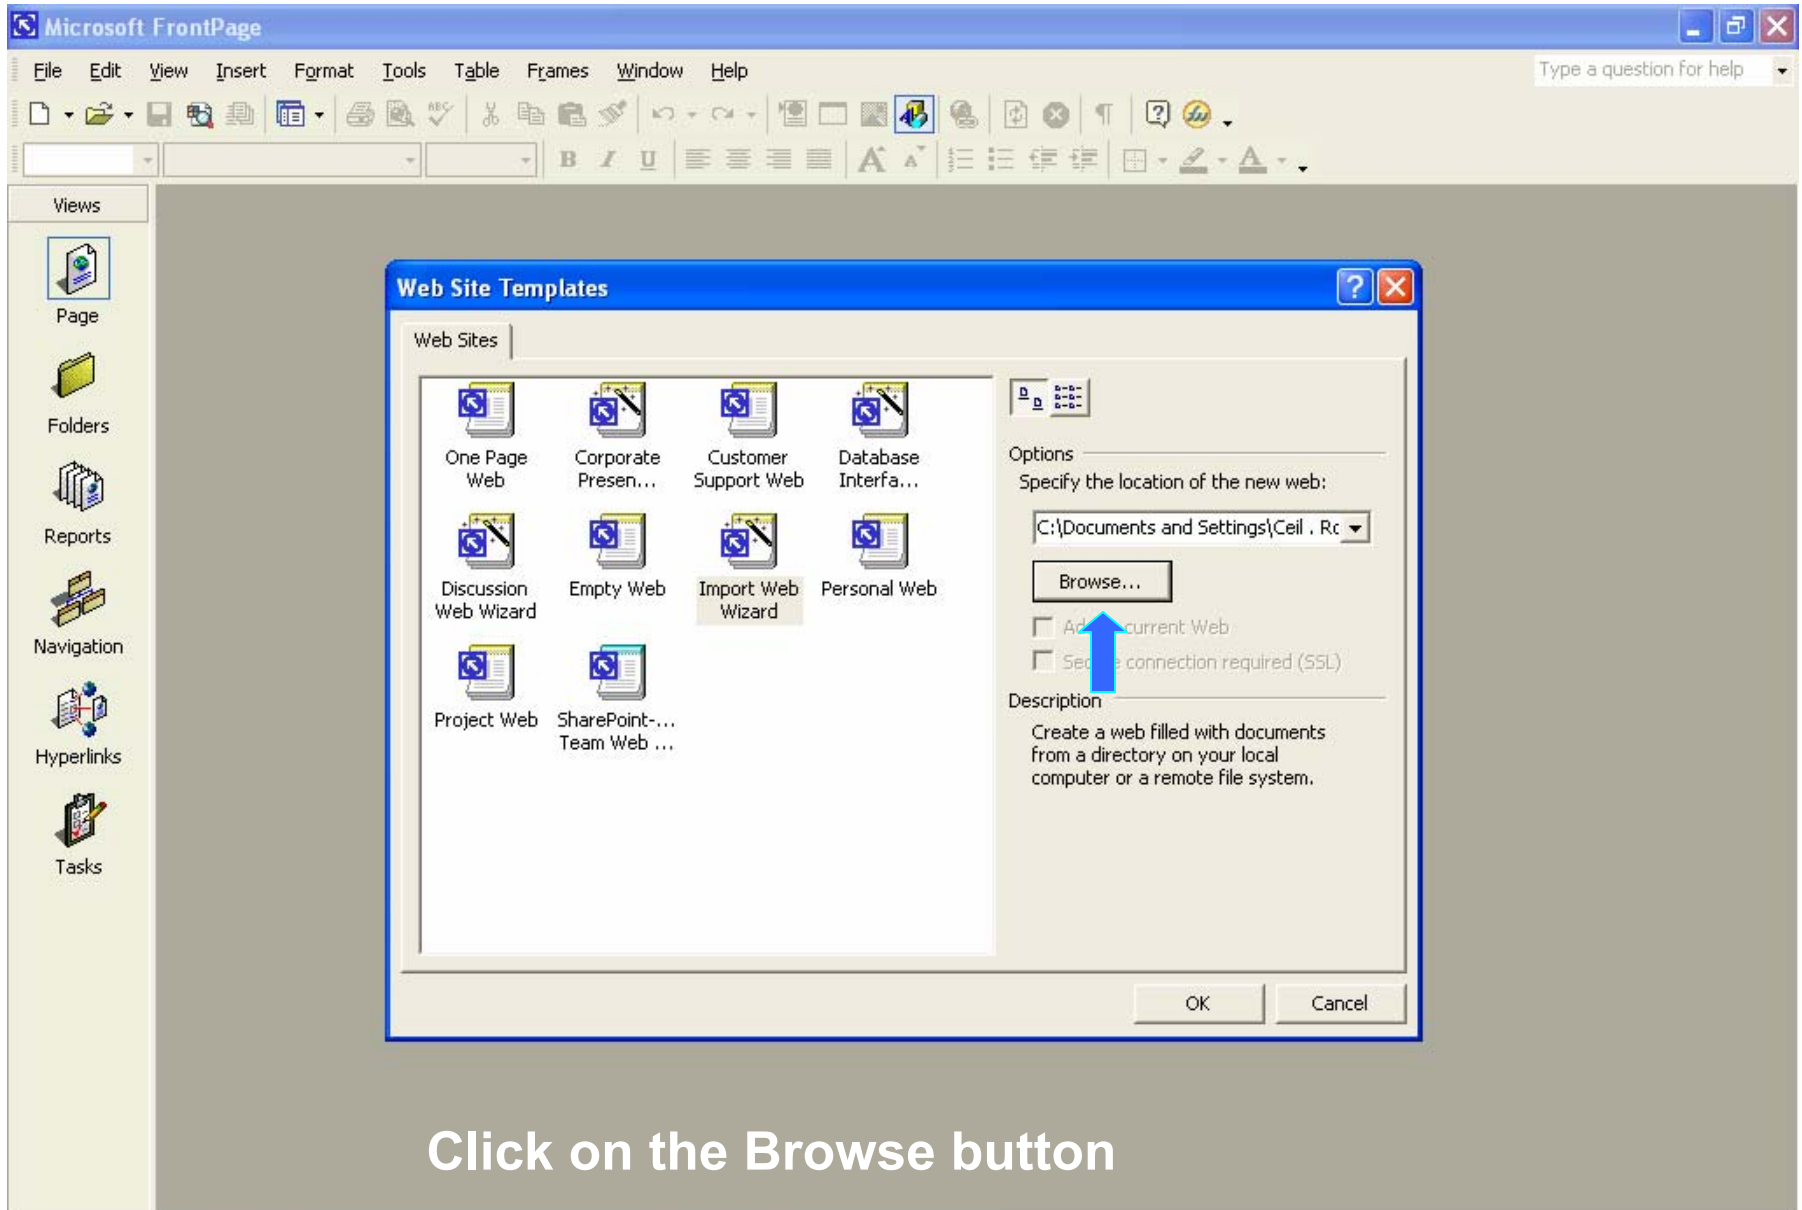 Microsoft FrontPage
File Edit View Insert Format Tools Table Frames Window Help
Type a question for help
ABC
B I U
A A A
Views
Page
Folders
Reports
Navigation
Hyperlinks
Tasks
Web Site Templates
Web Sites
One Page
Web
Corporate
Presen...
Customer
Support Web
Database
Interfa...
Discussion
Web Wizard
Empty Web
Import Web
Wizard
Personal Web
Project Web
SharePoint-...
Team Web ...
Options
Specify the location of the new web:
C:\Documents and Settings\Ceil . Rc
Browse...
current Web
connection required (SSL)
Description
Create a web filled with documents
from a directory on your local
computer or a remote file system.
OK
Cancel
Click on the Browse button